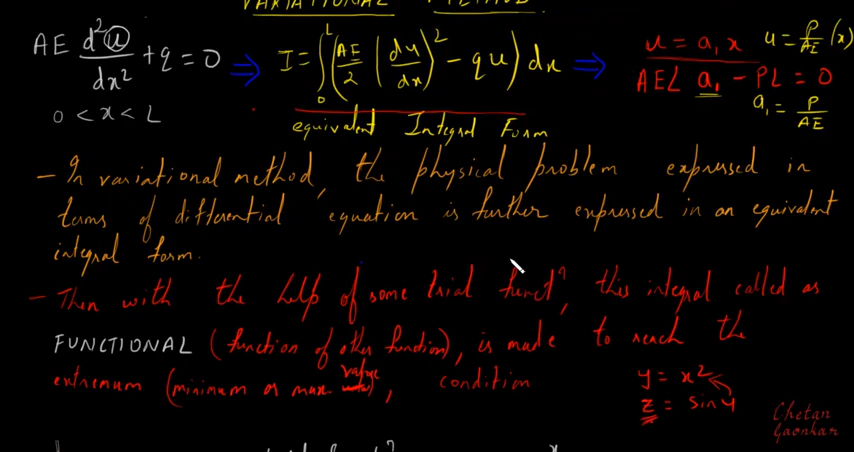 VARIATIONAL METHOD
AE d²u/dx² + q = 0
0 < x < L
I = ∫₀ᴸ (AE/2 (du/dx)² - qu) dx
equivalent Integral Form
u = a₁x
u = P/AE (x)
AEL a₁ - PL = 0
a₁ = P/AE
- In variational method, the physical problem expressed in
terms of differential equation is further expressed in an equivalent
integral form.
- Then with the help of some trial functⁿ, this integral called as
FUNCTIONAL (function of other function), is made to reach the
extremum (minimum or max. value), condition
y = x²
z = sin y
Chetan
Gaonkar